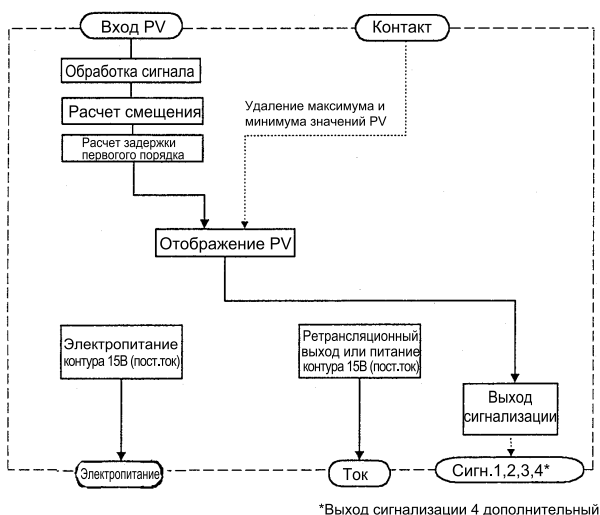 Вход PV
Контакт
Обработка сигнала
Расчет смещения
Расчет задержки
первогого порядка
Удаление максимума и
минимума значений PV
Отображение PV
Электропитание
контура 15В (пост.ток)
Ретрансляционный
выход или питание
контура 15В (пост.ток)
Выход
сигнализации
Электропитание
Ток
Сигн.1,2,3,4*
*Выход сигнализации 4 дополнительный